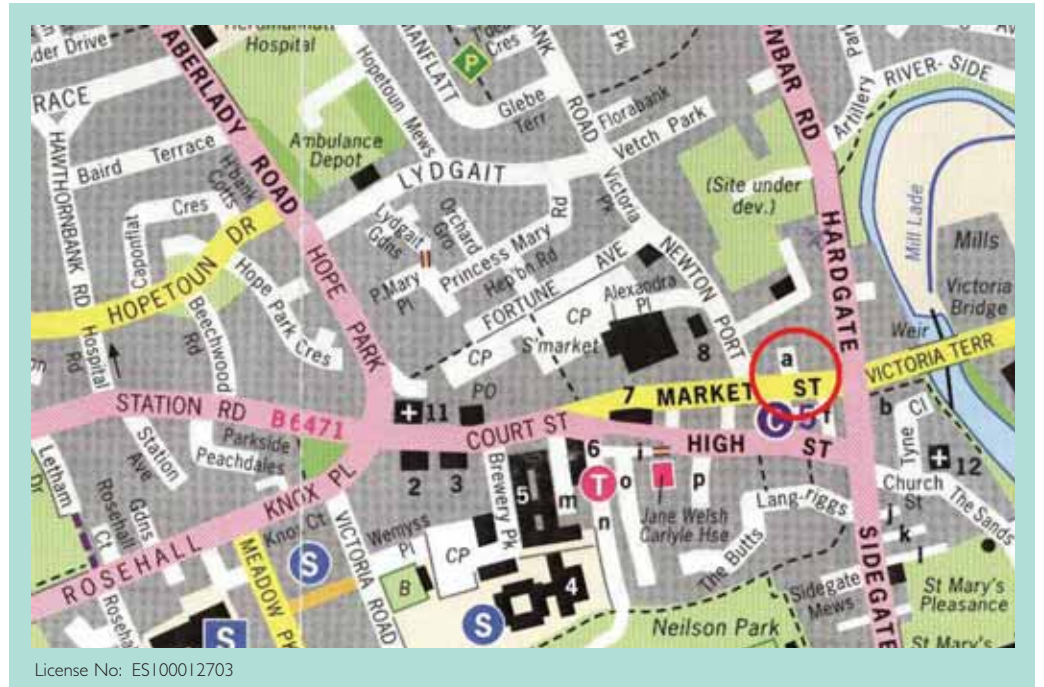 der Drive
Hospital
ABERLADY ROAD
Hopetoun Mews
Cres
P
Glebe Terr
ROAD
Florabank
Vetch Park
Pk
Artillery
Park
RIVER-SIDE
RACE
HAWTHORNBANK RD
Baird Terrace
H'bank Cotts
Ambulance Depot
LYDGAIT
Victoria Pk
(Site under dev.)
HARDGATE
Mill Lade
Mills
Victoria Bridge
Weir
VICTORIA TERR
Cres
HOPETOUN DR
Hope Park Cres
HOPE PARK
Lydgait Gdns
Orchard Gro
Princess Mary Rd
P.Mary Pl
Hep'bn Rd
FORTUNE AVE
Alexandra Pl
NEWTON PORT
CP
CP
S'market
8
a
Hospital Rd
Beechwood Rd
STATION RD
B6471
PO
11
7
MARKET ST
C
5
f
b
COURT ST
HIGH ST
Station Ave
Parkside
Peachdales
KNOX PL
2
3
Brewery Pk
5
6
m
T
n
o
i
p
Jane Welsh Carlyle Hse
Lang-riggs
The Butts
Tyne Cl
12
Church St
The Sands
j
k
l
Letham
Dr
Rosehall Ct
Gdns
ROSEHALL
Knox Ct
MEADOW PK
S
VICTORIA ROAD
Wemyss Pl
CP
B
4
S
S
Neilson Park
Sidegate Mews
SIDEGATE
St Mary's Pleasance
St Mary's
License No: ES100012703